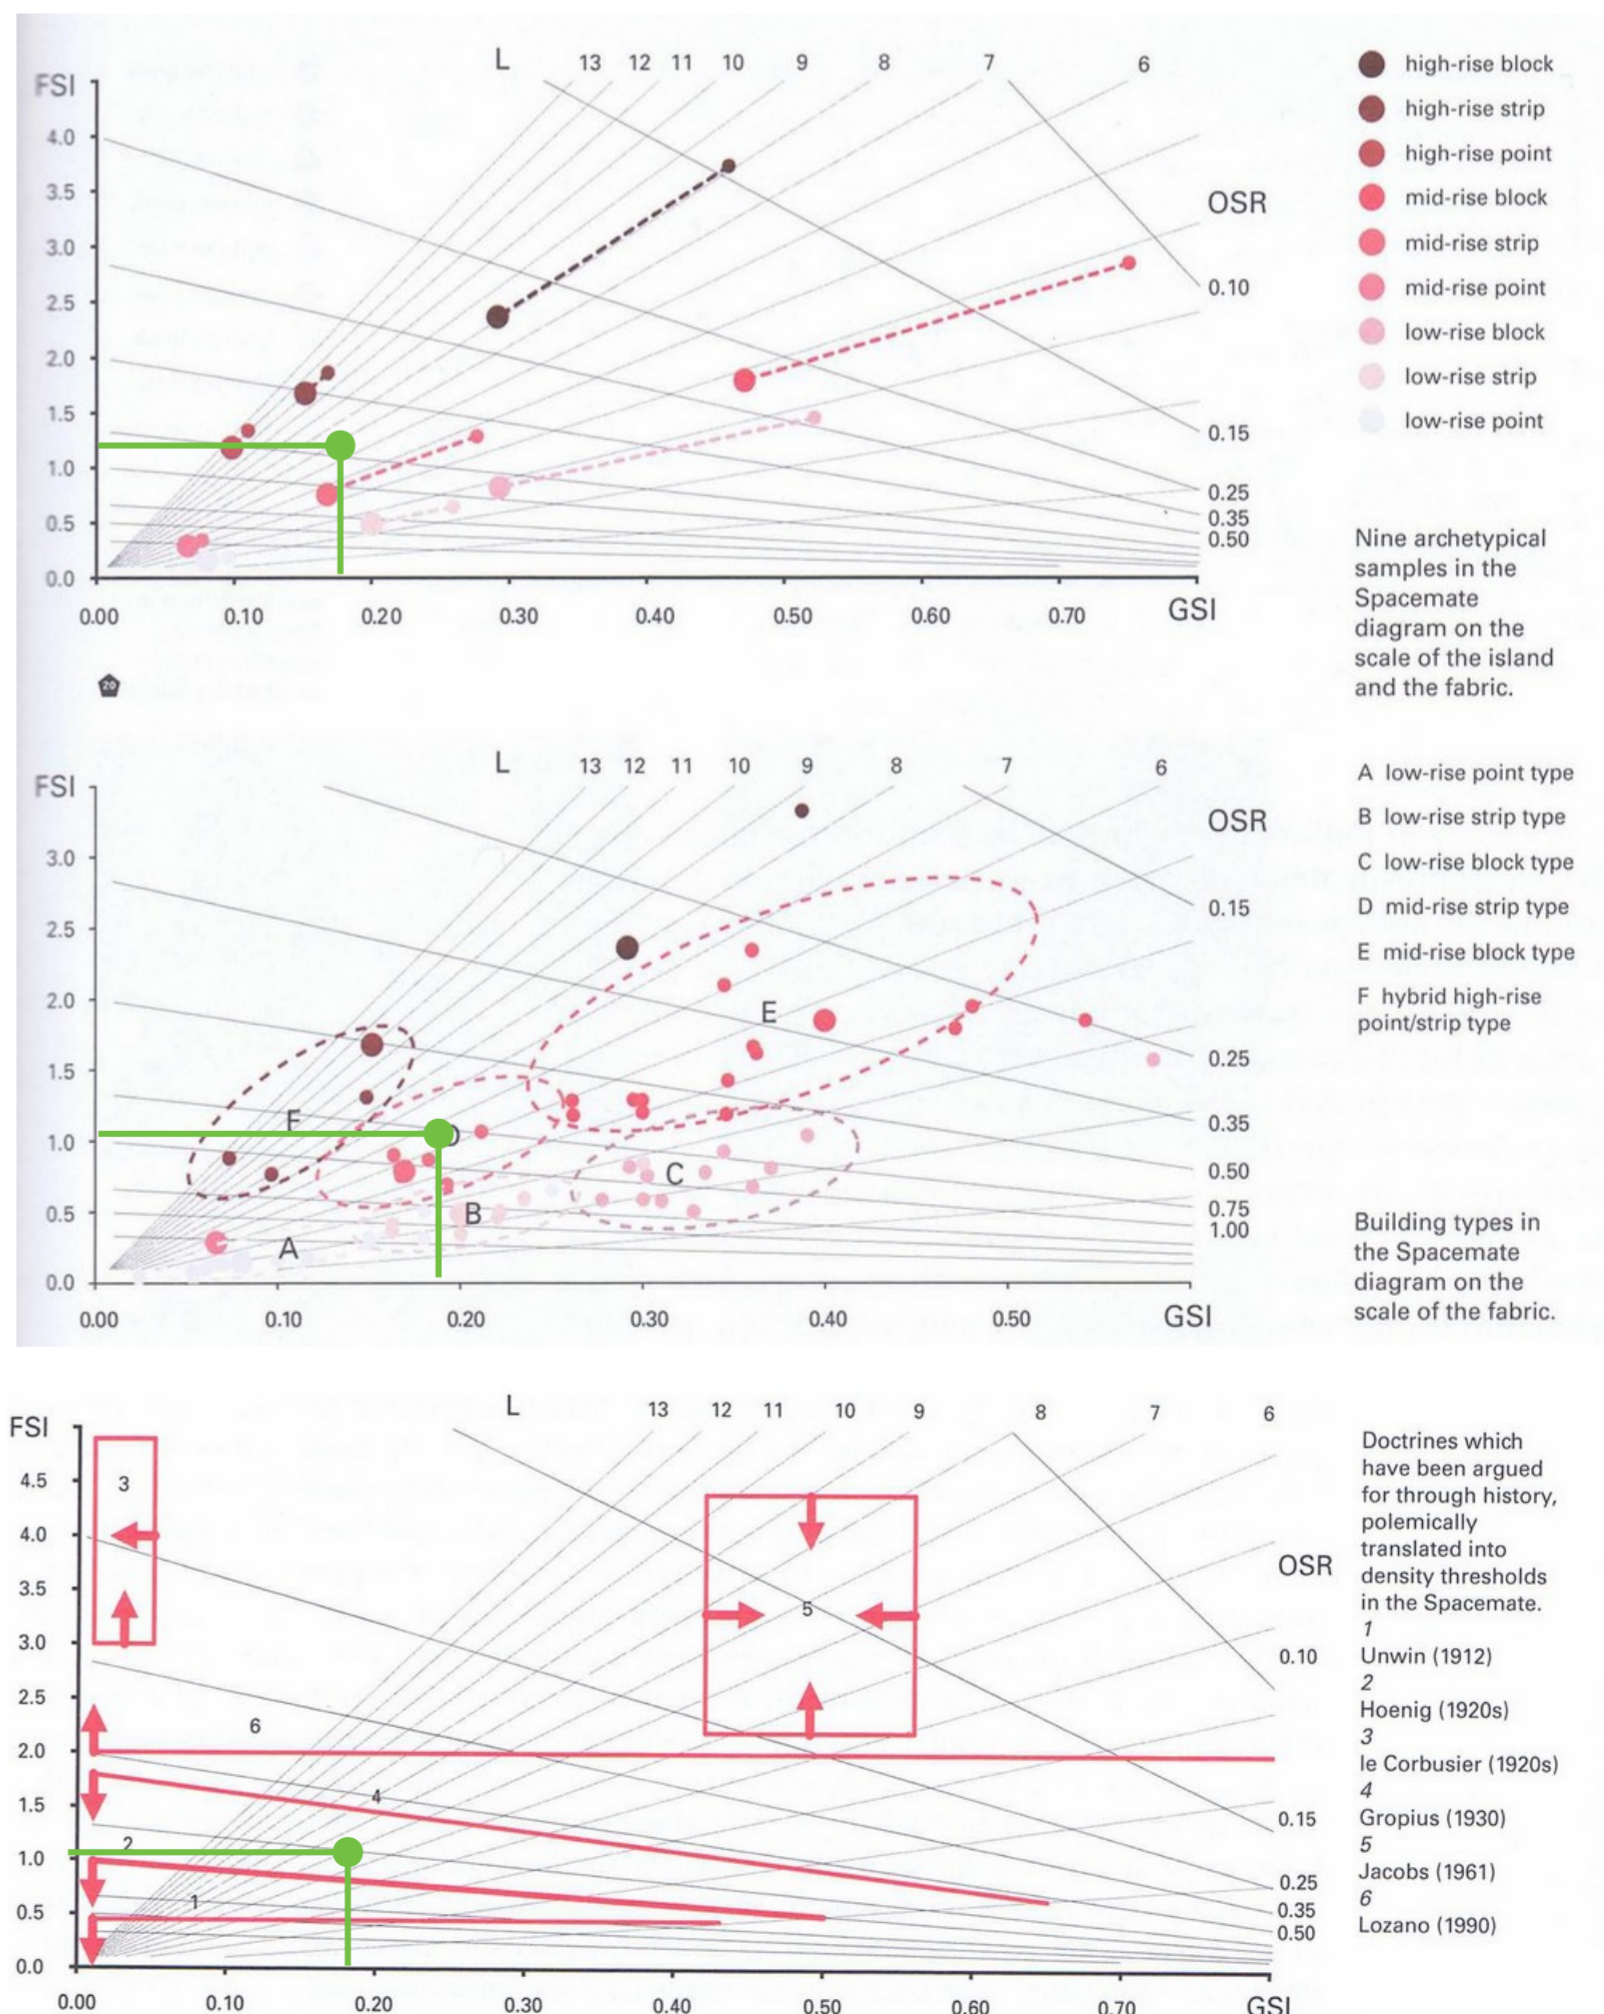 L 13 12 11 10 9 8 7 6
FSI
4.0
3.5
3.0
2.5
2.0
1.5
1.0
0.5
0.0
0.00 0.10 0.20 0.30 0.40 0.50 0.60 0.70 GSI
OSR
0.10
0.15
0.25
0.35
0.50
high-rise block
high-rise strip
high-rise point
mid-rise block
mid-rise strip
mid-rise point
low-rise block
low-rise strip
low-rise point
Nine archetypical
samples in the
Spacemate
diagram on the
scale of the island
and the fabric.
20
L 13 12 11 10 9 8 7 6
FSI
3.0
2.5
2.0
1.5
1.0
0.5
0.0
0.00 0.10 0.20 0.30 0.40 0.50 GSI
OSR
0.15
0.25
0.35
0.50
0.75
1.00
E
F
D
C
B
A
A low-rise point type
B low-rise strip type
C low-rise block type
D mid-rise strip type
E mid-rise block type
F hybrid high-rise
point/strip type
Building types in
the Spacemate
diagram on the
scale of the fabric.
L 13 12 11 10 9 8 7 6
FSI
4.5
4.0
3.5
3.0
2.5
2.0
1.5
1.0
0.5
0.0
0.00 0.10 0.20 0.30 0.40 0.50 0.60 0.70 GSI
3
5
6
4
2
1
OSR
0.10
0.15
0.25
0.35
0.50
Doctrines which
have been argued
for through history,
polemically
translated into
density thresholds
in the Spacemate.
1
Unwin (1912)
2
Hoenig (1920s)
3
le Corbusier (1920s)
4
Gropius (1930)
5
Jacobs (1961)
6
Lozano (1990)